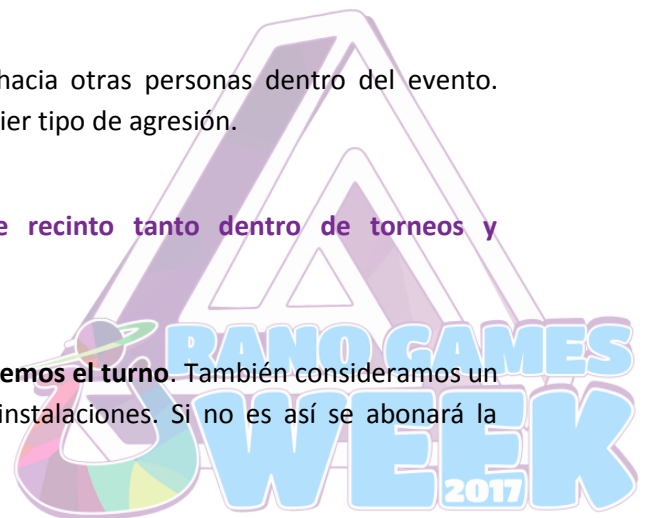 hacia otras personas dentro del evento.
ier tipo de agresión.
e recinto tanto dentro de torneos y
RANO GAMES
emos el turno. También consideramos un
instalaciones. Si no es así se abonará la
WEEK
2017